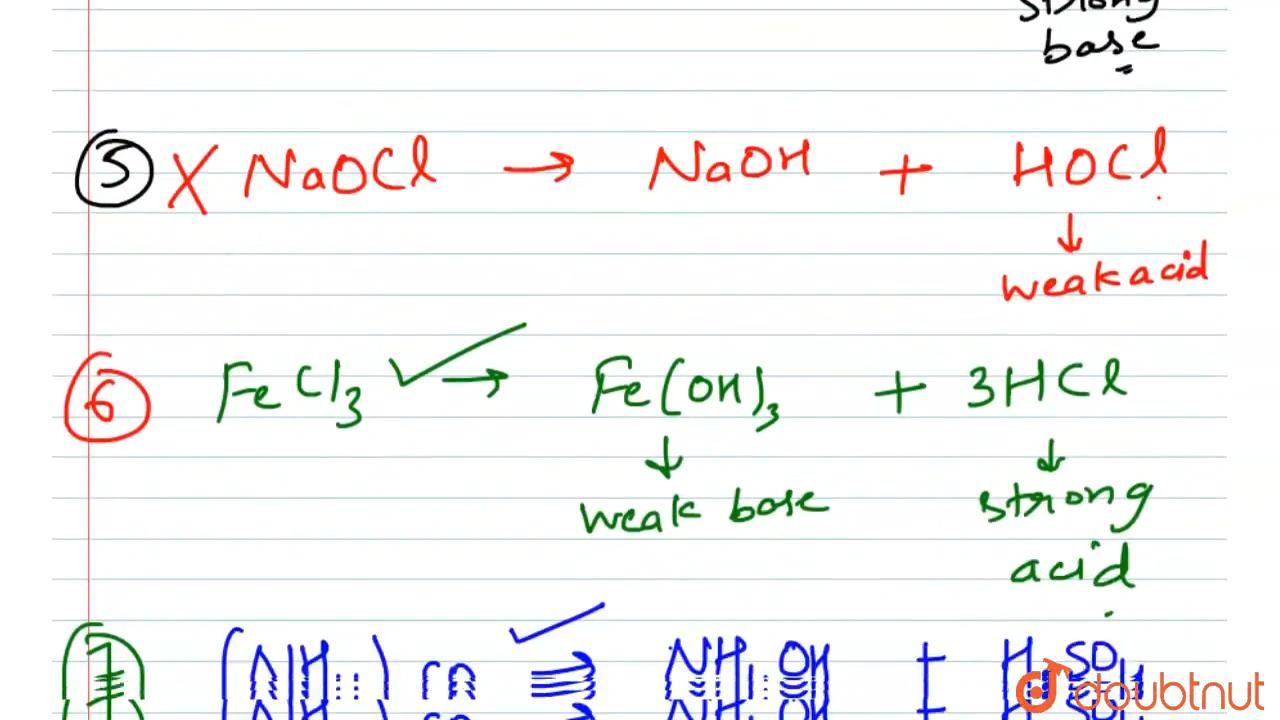 strong
base
5 X NaOCl → NaOH + HOCl
↓
weak acid
6 FeCl3 ✓ → Fe(OH)3 + 3HCl
↓ ↓
weak base strong
acid
7 ✓
doubtnut